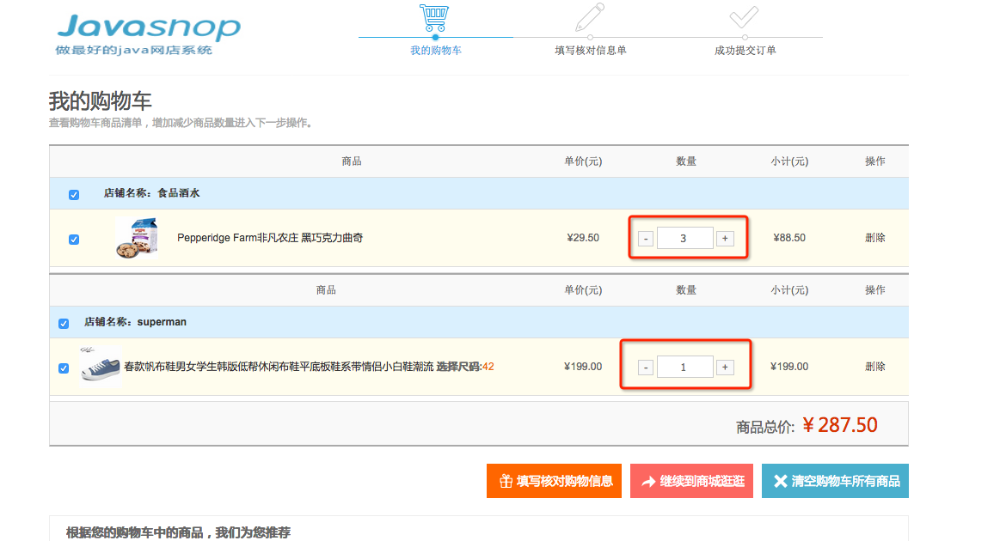 Javasnop
做最好的java网店系统
我的购物车 填写核对信息单 成功提交订单
我的购物车
查看购物车商品清单，增加减少商品数量进入下一步操作。
商品 单价(元) 数量 小计(元) 操作
店铺名称：食品酒水
Pepperidge Farm非凡农庄 黑巧克力曲奇 ¥29.50 - 3 + ¥88.50 删除
商品 单价(元) 数量 小计(元) 操作
店铺名称：superman
春款帆布鞋男女学生韩版低帮休闲布鞋平底板鞋系带情侣小白鞋潮流 选择尺码:42 ¥199.00 - 1 + ¥199.00 删除
商品总价: ¥ 287.50
填写核对购物信息 继续到商城逛逛 清空购物车所有商品
根据您的购物车中的商品，我们为您推荐